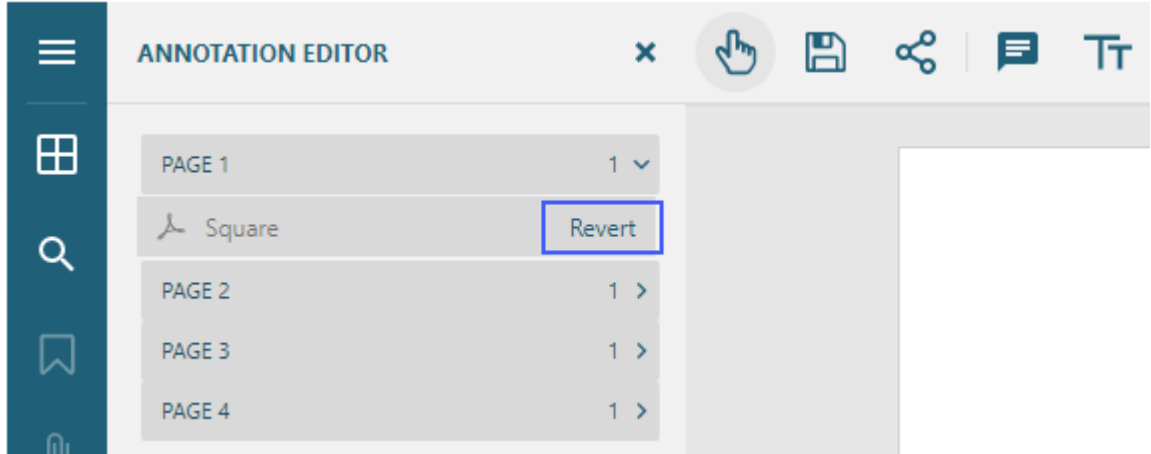 ANNOTATION EDITOR
PAGE 1 1
Square Revert
PAGE 2 1
PAGE 3 1
PAGE 4 1